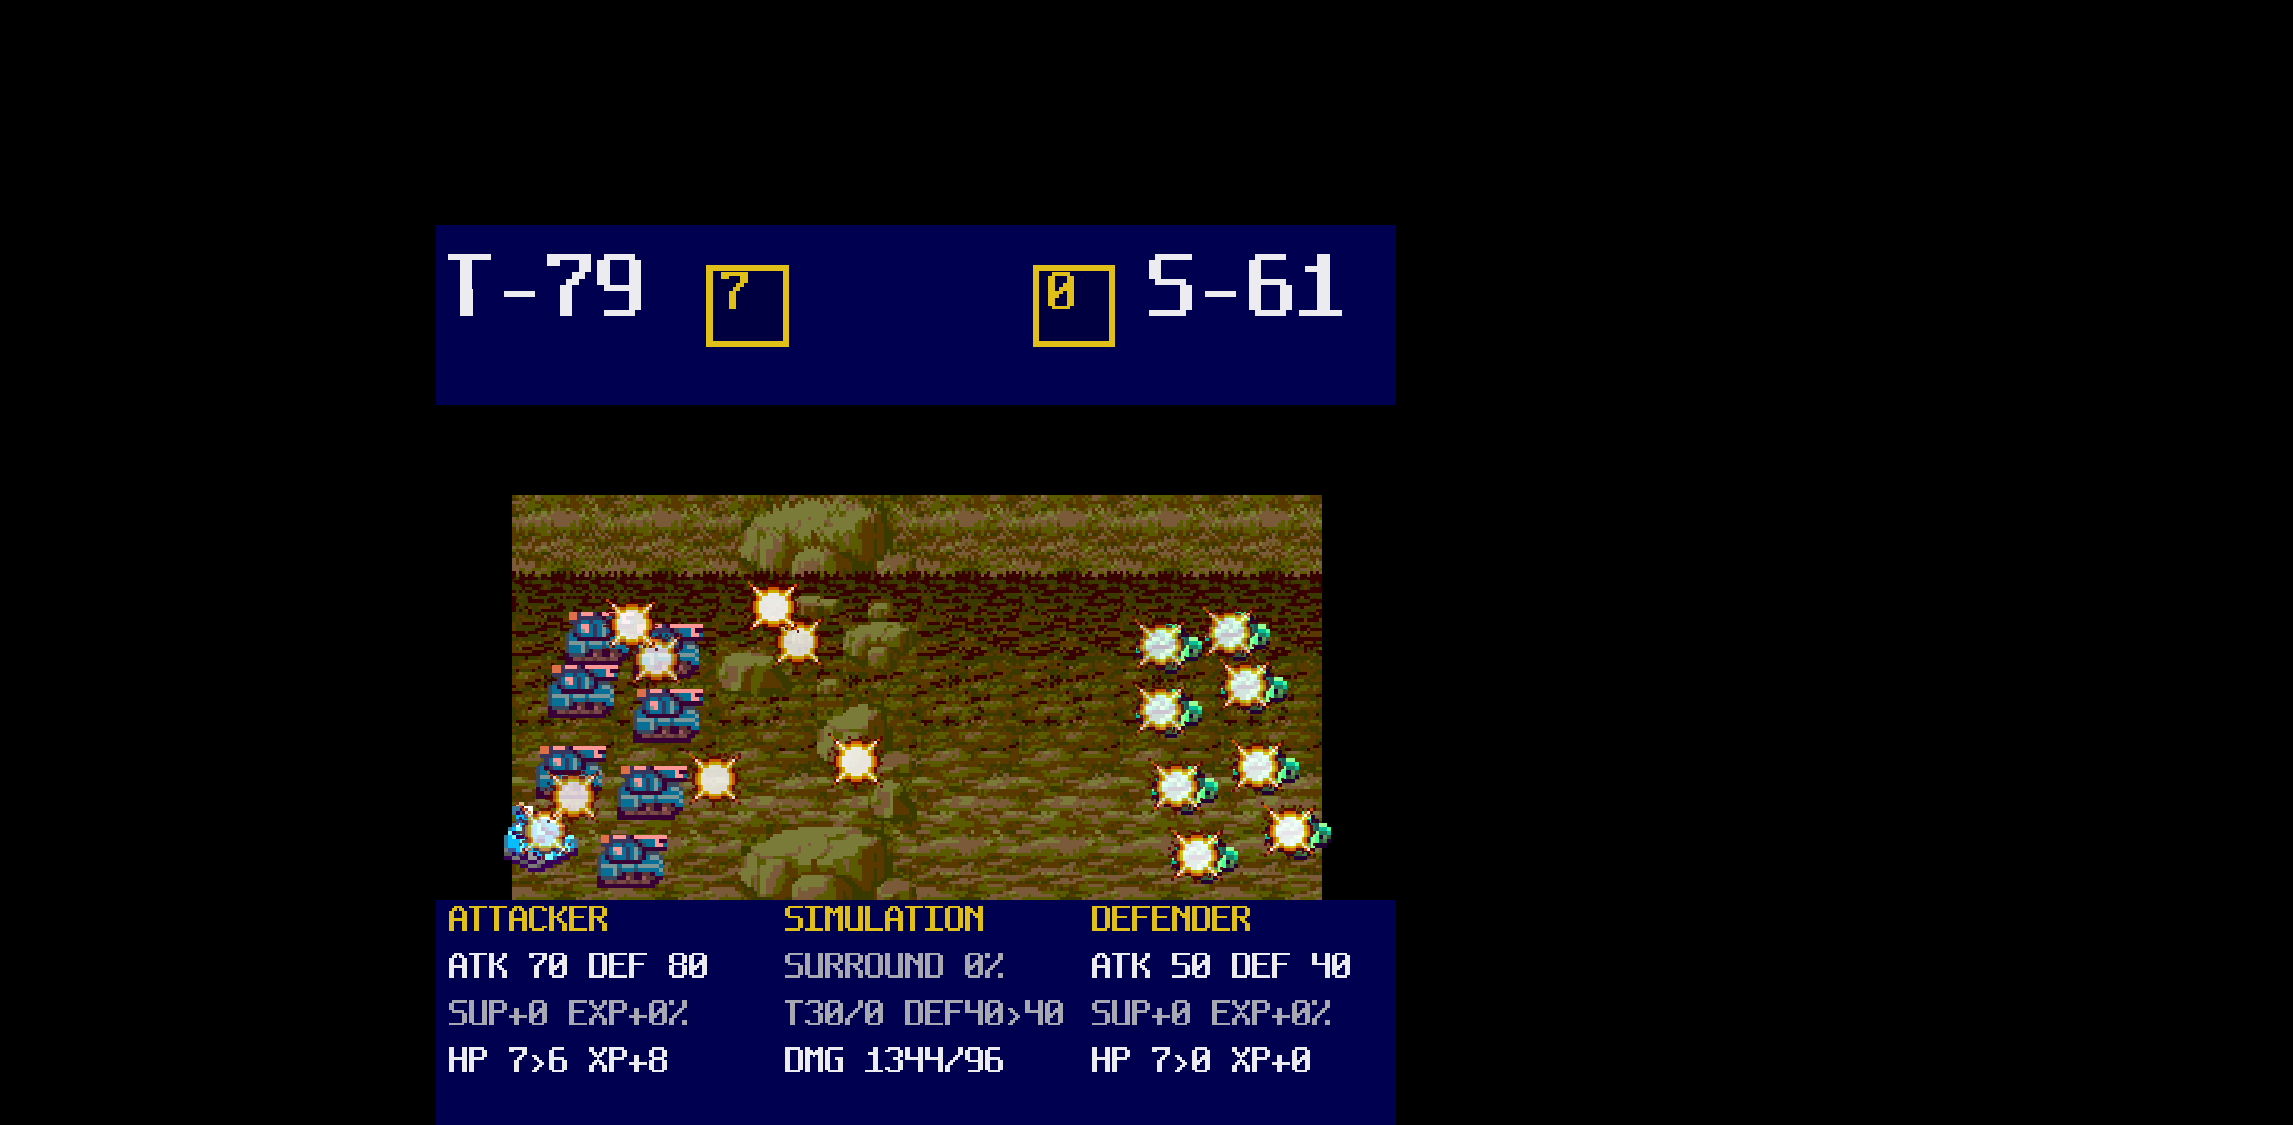 T-79 7 0 S-61
ATTACKER SIMULATION DEFENDER
ATK 70 DEF 80 SURROUND 0% ATK 50 DEF 40
SUP+0 EXP+0% T30/0 DEF40>40 SUP+0 EXP+0%
HP 7>6 XP+8 DMG 1344/96 HP 7>0 XP+0